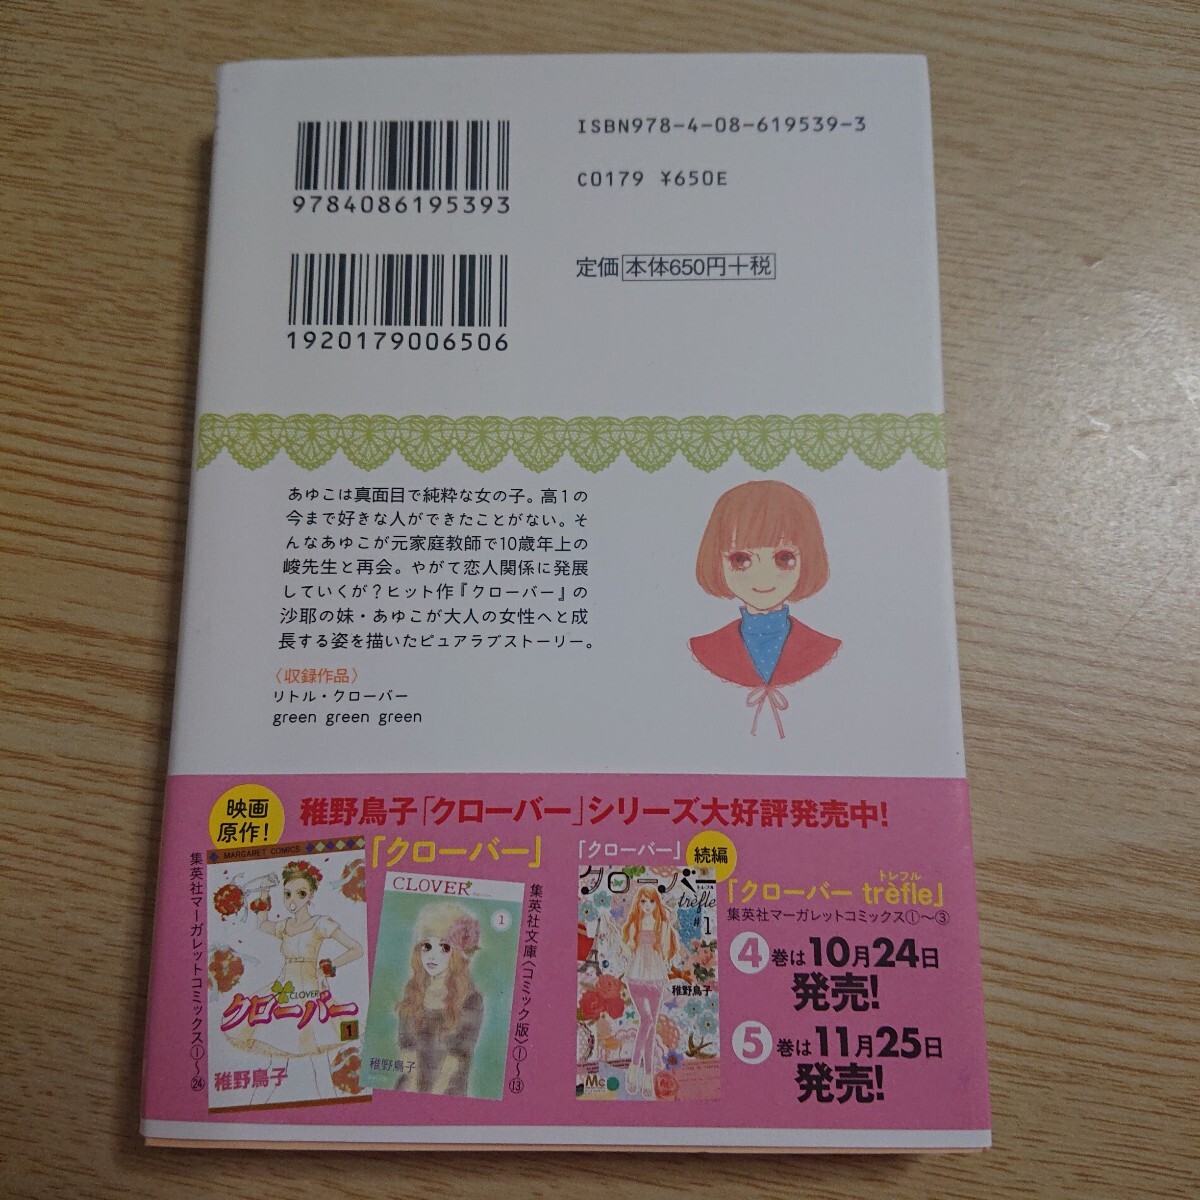 ISBN978-4-08-619539-3
9784086195393
C0179 ¥650E
定価 本体650円+税
1920179006506
あゆこは真面目で純粋な女の子。高1の
今まで好きな人ができたことがない。そ
んなあゆこが元家庭教師で10歳年上の
峻先生と再会。やがて恋人関係に発展
していくが?ヒット作『クローバー』の
沙耶の妹・あゆこが大人の女性へと成
長する姿を描いたピュアラブストーリー。
〈収録作品〉
リトル・クローバー
green green green
映画
原作!
稚野鳥子「クローバー」シリーズ大好評発売中!
「クローバー」
集英社マーガレットコミックス①〜㉔
MARGARET COMICS
CLOVER
クローバー
1
稚野鳥子
CLOVER
1
稚野鳥子
集英社文庫〈コミック版〉①〜⑬
「クローバー」
続編
クローバー
トレフル
trèfle
#1
稚野鳥子
Mc
トレフル
「クローバー trèfle」
集英社マーガレットコミックス①〜③
4巻は10月24日
発売!
5巻は11月25日
発売!